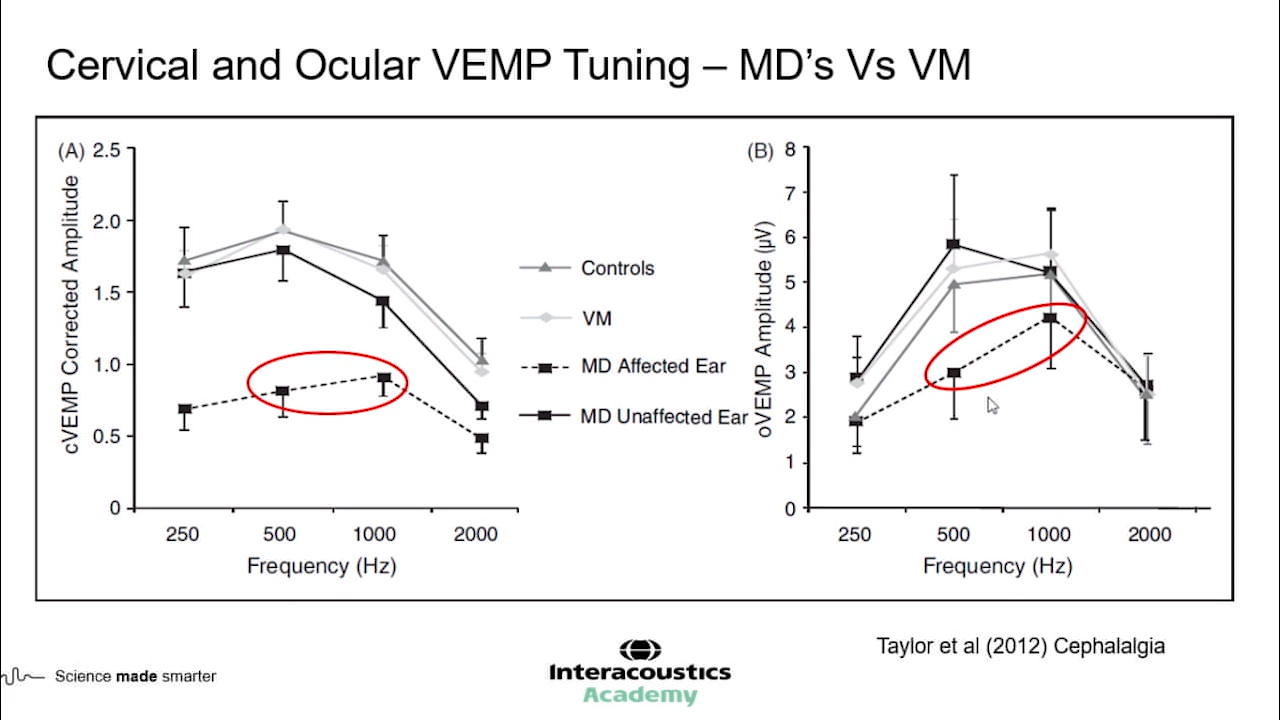 Cervical and Ocular VEMP Tuning – MD's Vs VM
(A)
cVEMP Corrected Amplitude
2.5
2.0
1.5
1.0
0.5
0
250 500 1000 2000
Frequency (Hz)
Controls
VM
MD Affected Ear
MD Unaffected Ear
(B)
oVEMP Amplitude (µV)
8
7
6
5
4
3
2
1
0
250 500 1000 2000
Frequency (Hz)
Taylor et al (2012) Cephalalgia
Science made smarter
Interacoustics
Academy